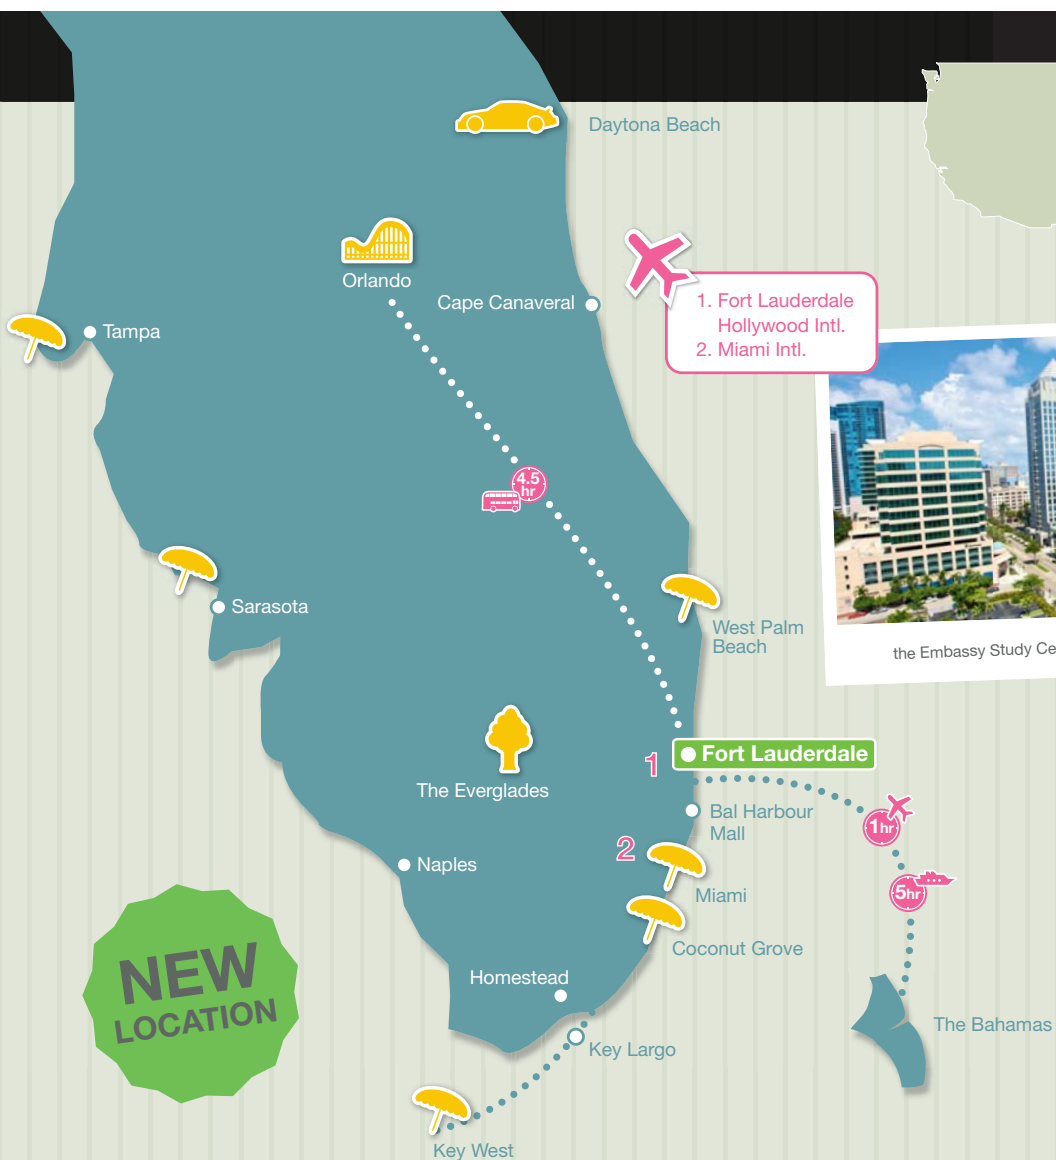 Daytona Beach
Orlando
Cape Canaveral
1. Fort Lauderdale
Hollywood Intl.
2. Miami Intl.
Tampa
4.5
hr
Sarasota
West Palm
Beach
the Embassy Study Ce
1
Fort Lauderdale
The Everglades
Bal Harbour
Mall
1hr
2
Naples
Miami
5hr
Coconut Grove
NEW
LOCATION
Homestead
The Bahamas
Key Largo
Key West